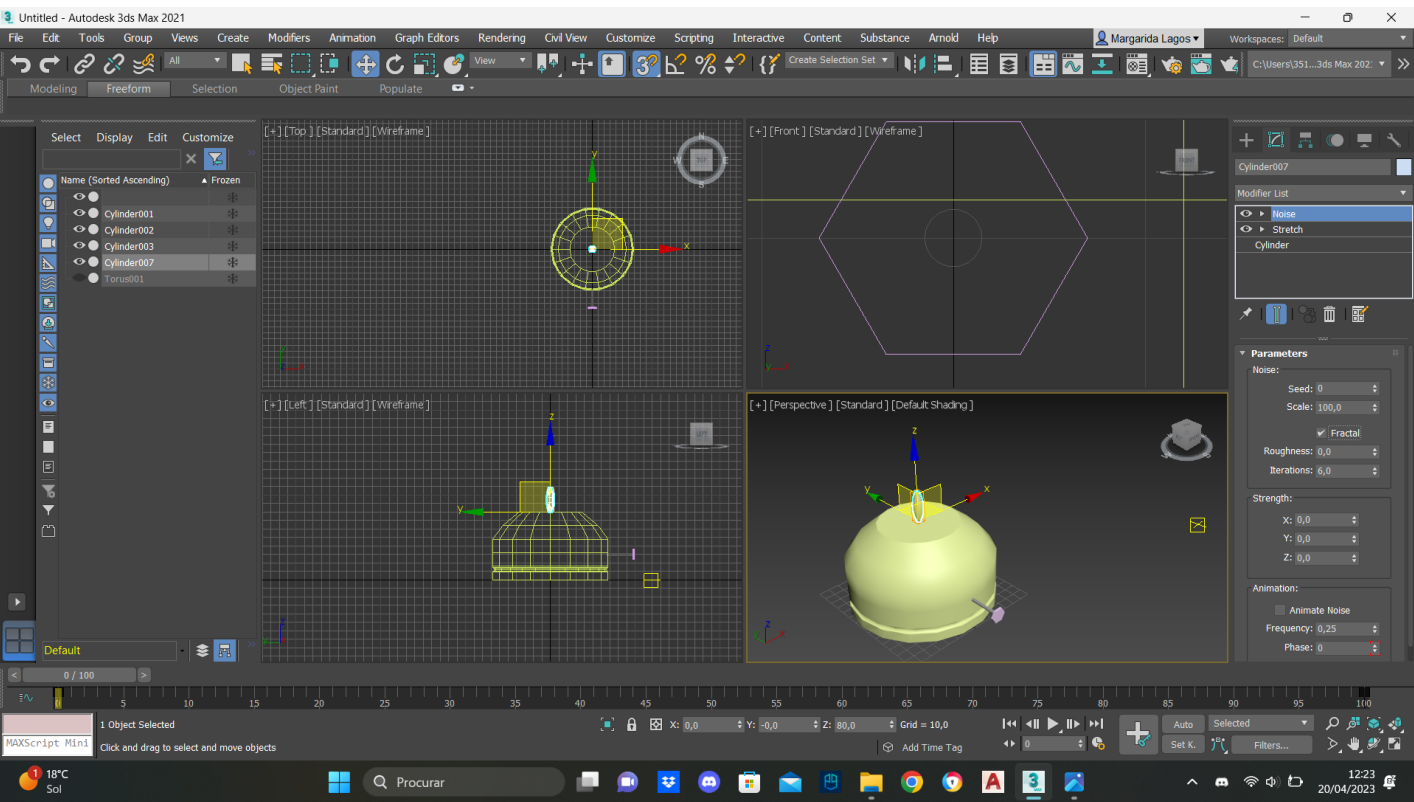 Untitled - Autodesk 3ds Max 2021
File Edit Tools Group Views Create Modifiers Animation Graph Editors Rendering Civil View Customize Scripting Interactive Content Substance Arnold Help Margarida Lagos Workspaces: Default
All View Create Selection Set C:\Users\351...3ds Max 202:
Modeling Freeform Selection Object Paint Populate
Select Display Edit Customize
Name (Sorted Ascending) Frozen
Cylinder001
Cylinder002
Cylinder003
Cylinder007
Torus001
Default
[+] [Top ] [Standard ] [Wireframe ]
N
W TOP E
S
y
x
[+] [Front ] [Standard ] [Wireframe ]
FRONT
z
[+] [Left ] [Standard ] [Wireframe ]
LEFT
z
y
[+] [Perspective ] [Standard ] [Default Shading ]
z
y x
z
Cylinder007
Modifier List
Noise
Stretch
Cylinder
Parameters
Noise:
Seed: 0
Scale: 100,0
Fractal
Roughness: 0,0
Iterations: 6,0
Strength:
X: 0,0
Y: 0,0
Z: 0,0
Animation:
Animate Noise
Frequency: 0,25
Phase: 0
< 0 / 100 >
0 5 10 15 20 25 30 35 40 45 50 55 60 65 70 75 80 85 90 95 100
1 Object Selected X: 0,0 Y: -0,0 Z: 80,0 Grid = 10,0 Auto Selected
MAXScript Mini Click and drag to select and move objects Add Time Tag 0 Set K. Filters...
1 18°C
Sol
Procurar
12:23
20/04/2023